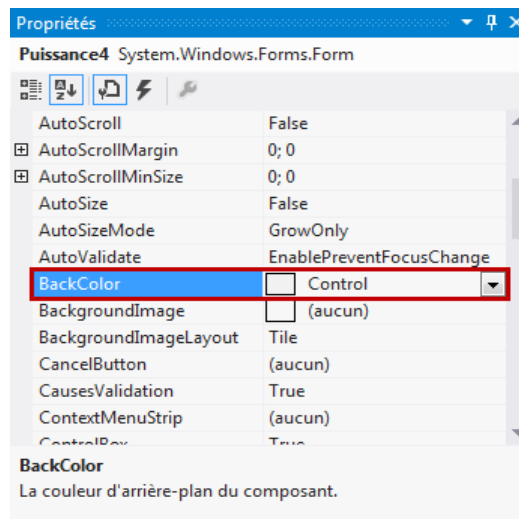 Propriétés
Puissance4 System.Windows.Forms.Form
AutoScroll False
AutoScrollMargin 0; 0
AutoScrollMinSize 0; 0
AutoSize False
AutoSizeMode GrowOnly
AutoValidate EnablePreventFocusChange
BackColor Control
BackgroundImage (aucun)
BackgroundImageLayout Tile
CancelButton (aucun)
CausesValidation True
ContextMenuStrip (aucun)
ControlBox True
BackColor
La couleur d'arrière-plan du composant.